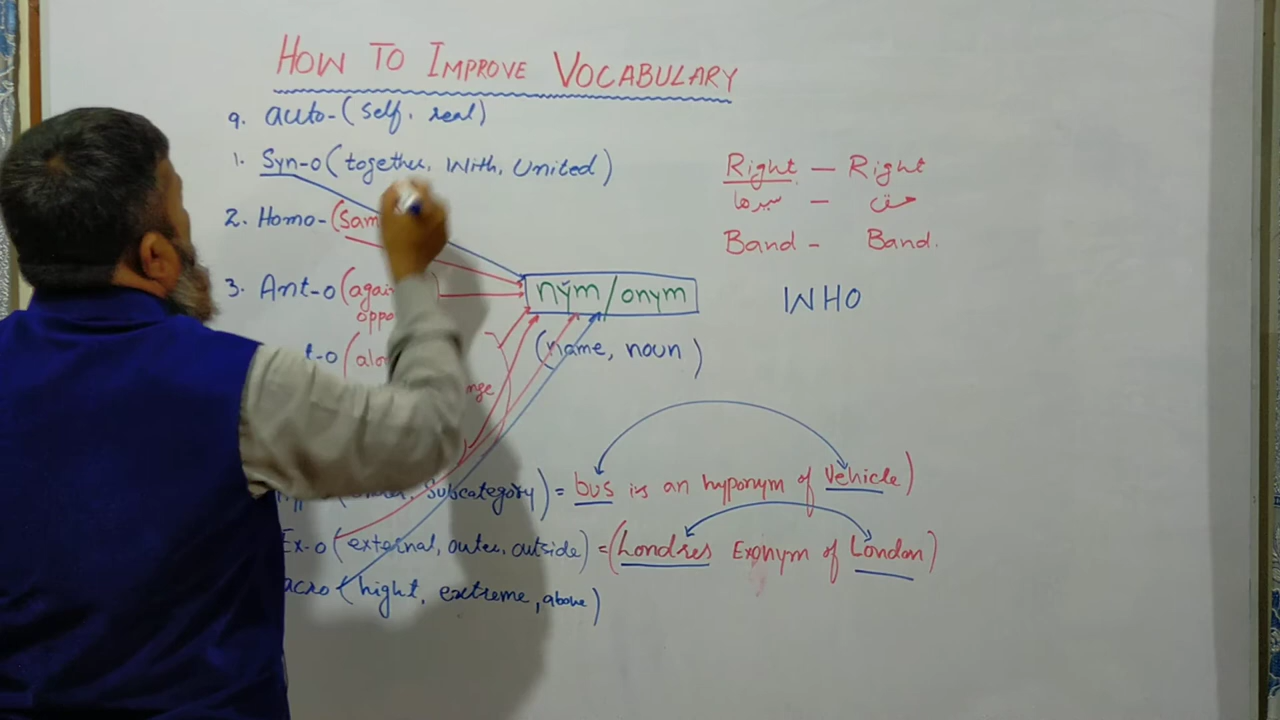 HOW TO IMPROVE VOCABULARY
9. auto-(self, real)
1. Syn-o(together, With, United)
2. Homo-(Sam
3. Ant-o(agai
oppo
t-o (alo
nge
nym/onym
(name, noun)
Right – Right
سیدھا – حق
Band – Band.
WHO
Subcategory) = bus is an hyponym of Vehicle)
Ex-o (external, outer, outside) = (Londres Exonym of London)
acro-(hight, extreme, above)